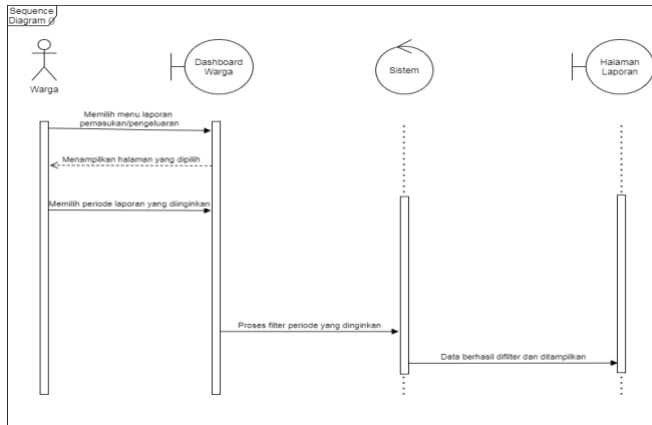 Sequence
Diagram ()
Dashboard
Warga
Halaman
Laporan
Sistem
Warga
Memilih menu laporan
pemasukan/pengeluaran
Menampilkan halaman yang dipilih
Memilih periode laporan yang diinginkan
Proses filter periode yang dinginkan
Data berhasil difilter dan ditampilkan